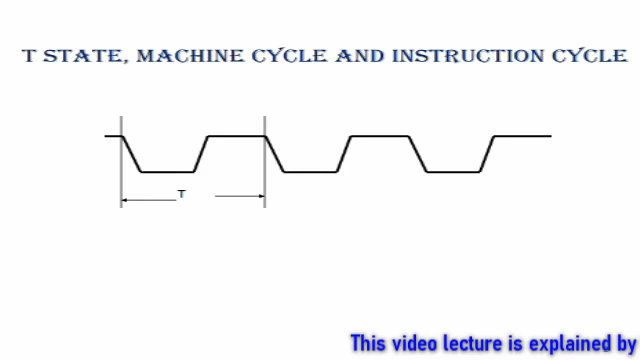 T STATE, MACHINE CYCLE AND INSTRUCTION CYCLE
T
This video lecture is explained by